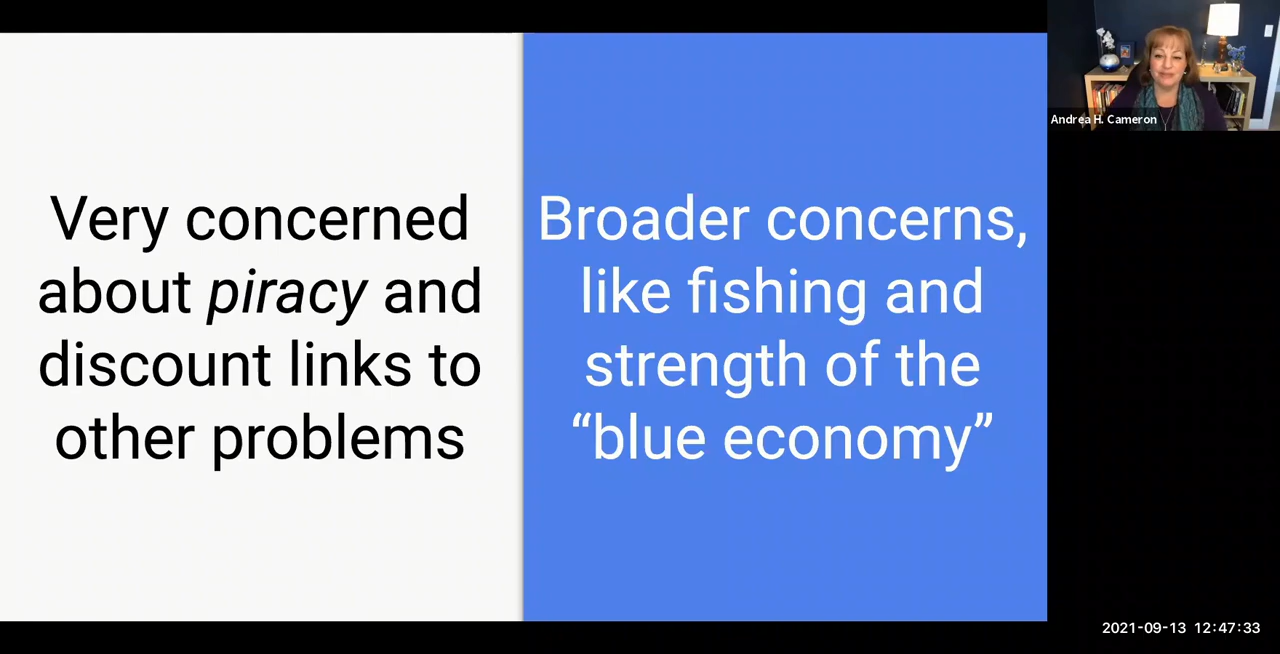 Very concerned
about piracy and
discount links to
other problems
Broader concerns,
like fishing and
strength of the
“blue economy”
Andrea H. Cameron
2021-09-13 12:47:33